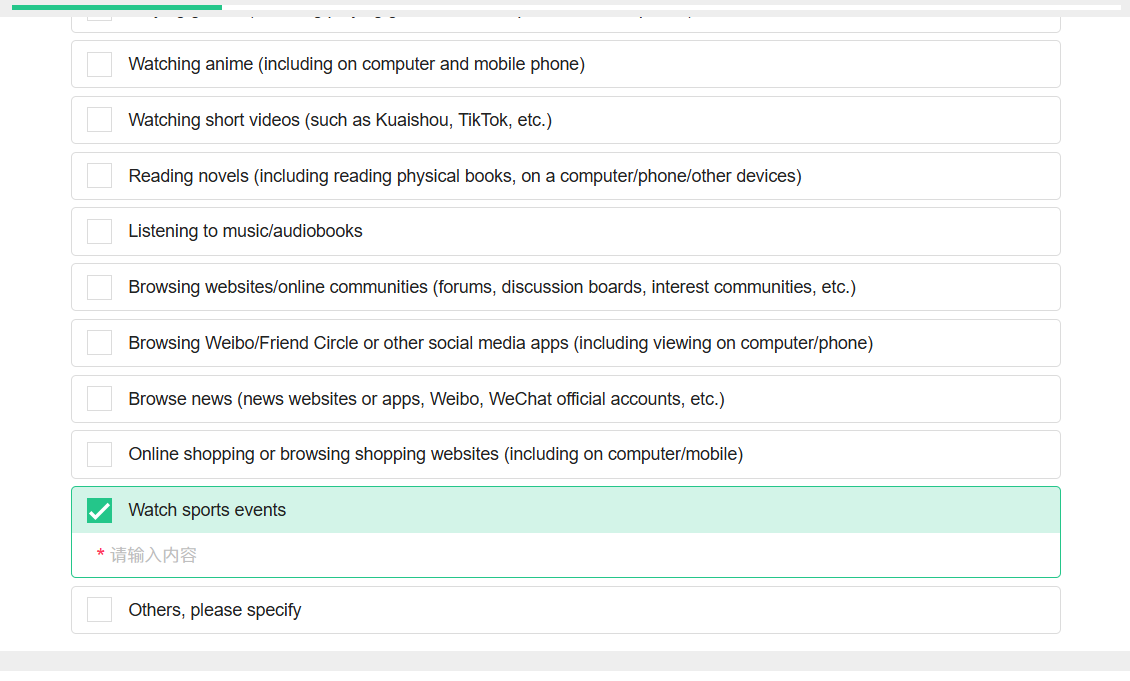 Watching anime (including on computer and mobile phone)
Watching short videos (such as Kuaishou, TikTok, etc.)
Reading novels (including reading physical books, on a computer/phone/other devices)
Listening to music/audiobooks
Browsing websites/online communities (forums, discussion boards, interest communities, etc.)
Browsing Weibo/Friend Circle or other social media apps (including viewing on computer/phone)
Browse news (news websites or apps, Weibo, WeChat official accounts, etc.)
Online shopping or browsing shopping websites (including on computer/mobile)
Watch sports events
* 请输入内容
Others, please specify